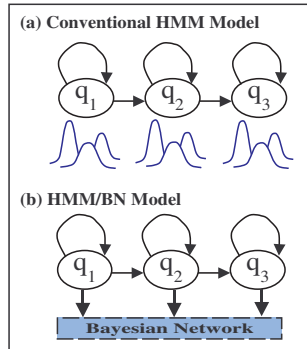 (a) Conventional HMM Model
q1 q2 q3
(b) HMM/BN Model
q1 q2 q3
Bayesian Network